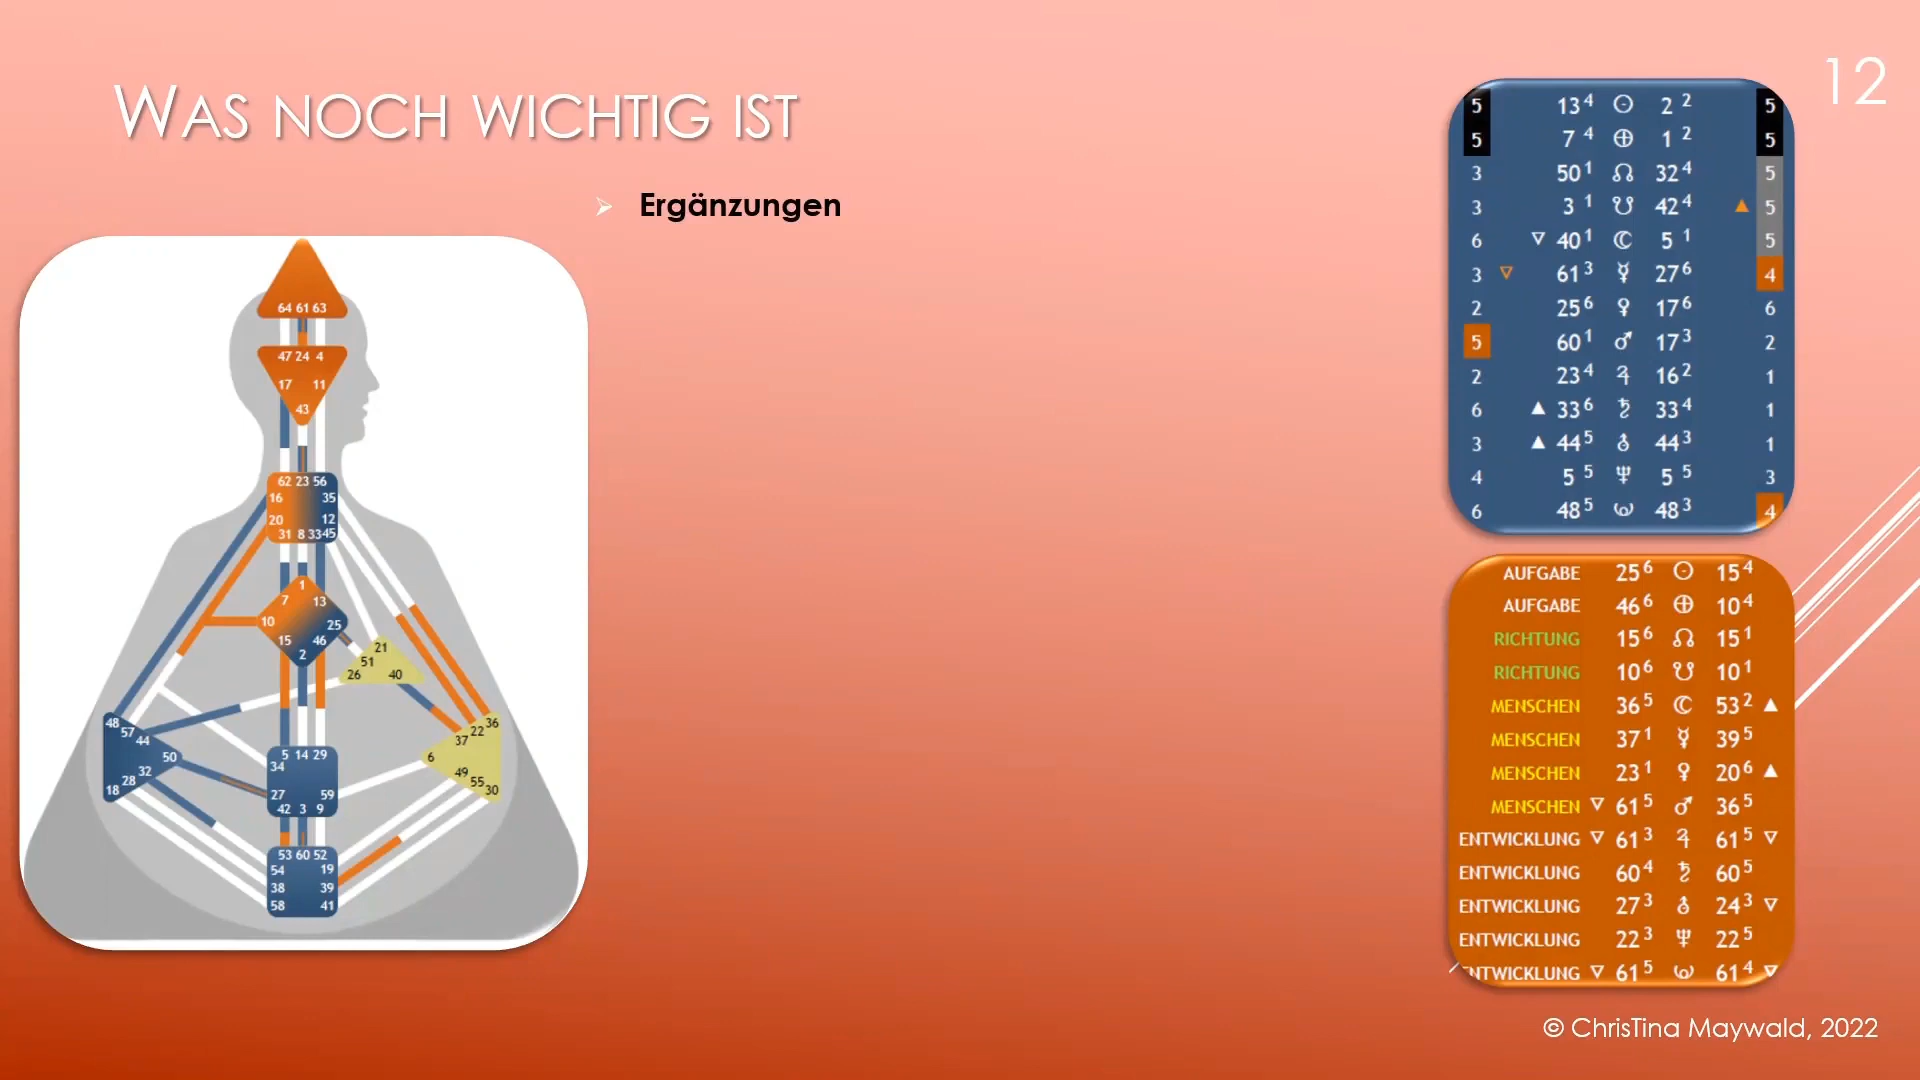 WAS NOCH WICHTIG IST
12
Ergänzungen
64 61 63
47 24 4
17 11
43
62 23 56
16 35
20 12
31 8 33 45
1
7 13
10 25
15 46
2
21
51
26 40
48
57
44
50
32
28
18
36
22
37
6
49
55
30
5 14 29
34
27 59
42 3 9
53 60 52
54 19
38 39
58 41
5 13 4 ☉ 2 2 5
5 7 4 ⊕ 1 2 5
3 50 1 ☊ 32 4 5
3 3 1 ☋ 42 4 ▲ 5
6 ▽ 40 1 ☾ 5 1 5
3 ▽ 61 3 ☿ 27 6 4
2 25 6 ♀ 17 6 6
5 60 1 ♂ 17 3 2
2 23 4 ♃ 16 2 1
6 ▲ 33 6 ♄ 33 4 1
3 ▲ 44 5 ♅ 44 3 1
4 5 5 ♆ 5 5 3
6 48 5 ♇ 48 3 4
AUFGABE 25 6 ☉ 15 4
AUFGABE 46 6 ⊕ 10 4
RICHTUNG 15 6 ☊ 15 1
RICHTUNG 10 6 ☋ 10 1
MENSCHEN 36 5 ☾ 53 2 ▲
MENSCHEN 37 1 ☿ 39 5
MENSCHEN 23 1 ♀ 20 6 ▲
MENSCHEN ▽ 61 5 ♂ 36 5
ENTWICKLUNG ▽ 61 3 ♃ 61 5 ▽
ENTWICKLUNG 60 4 ♄ 60 5
ENTWICKLUNG 27 3 ♅ 24 3 ▽
ENTWICKLUNG 22 3 ♆ 22 5
ENTWICKLUNG ▽ 61 5 ♇ 61 4 ▽
© ChrisTina Maywald, 2022